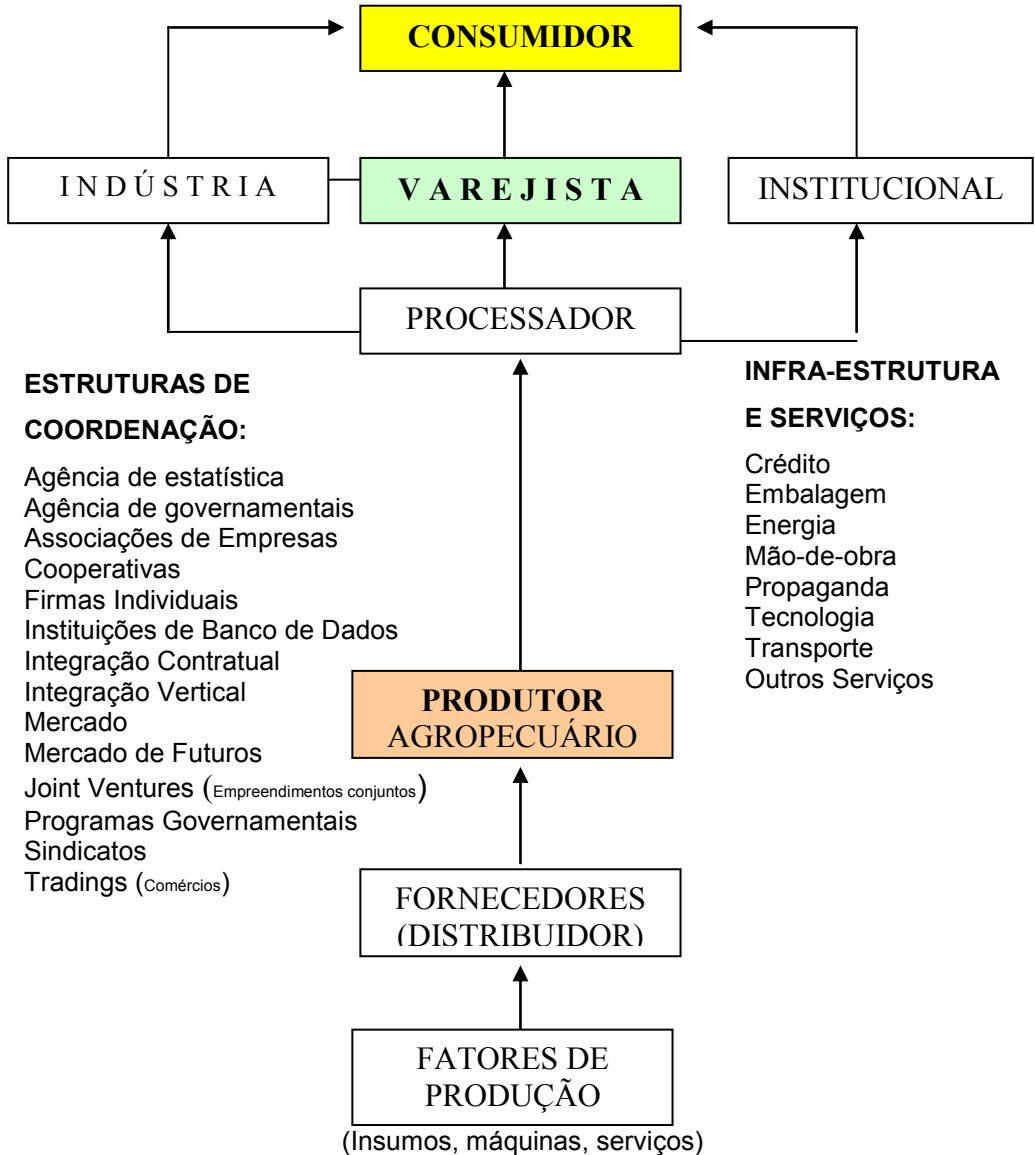 CONSUMIDOR
INDÚSTRIA
VAREJISTA
INSTITUCIONAL
PROCESSADOR
ESTRUTURAS DE
COORDENAÇÃO:
Agência de estatística
Agência de governamentais
Associações de Empresas
Cooperativas
Firmas Individuais
Instituições de Banco de Dados
Integração Contratual
Integração Vertical
Mercado
Mercado de Futuros
Joint Ventures (Empreendimentos conjuntos)
Programas Governamentais
Sindicatos
Tradings (Comércios)
INFRA-ESTRUTURA
E SERVIÇOS:
Crédito
Embalagem
Energia
Mão-de-obra
Propaganda
Tecnologia
Transporte
Outros Serviços
PRODUTOR
AGROPECUÁRIO
FORNECEDORES
(DISTRIBUIDOR)
FATORES DE
PRODUÇÃO
(Insumos, máquinas, serviços)